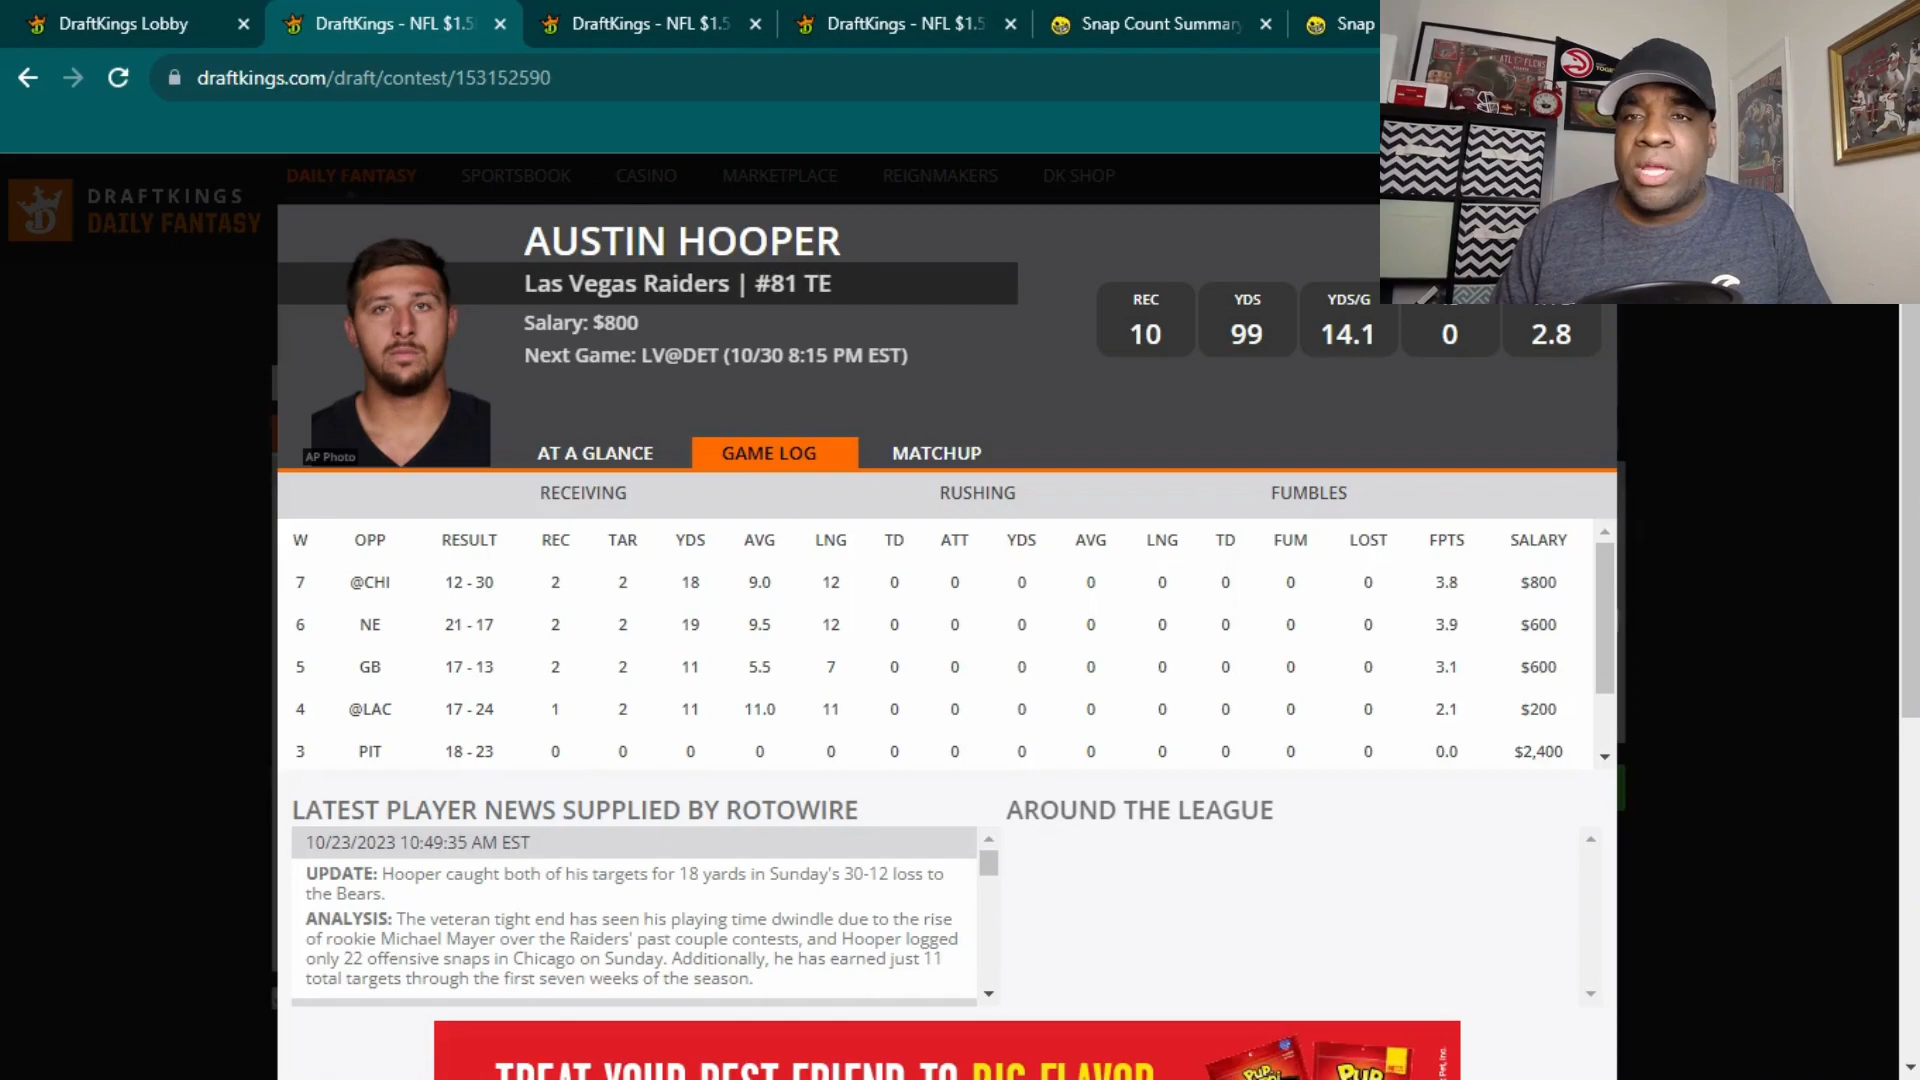 DraftKings Lobby
DraftKings - NFL $1.5
DraftKings - NFL $1.5
DraftKings - NFL $1.5
Snap Count Summary
Snap
draftkings.com/draft/contest/153152590
DRAFTKINGS
DAILY FANTASY
DAILY FANTASY SPORTSBOOK CASINO MARKETPLACE REIGNMAKERS DK SHOP
AUSTIN HOOPER
Las Vegas Raiders | #81 TE
Salary: $800
Next Game: LV@DET (10/30 8:15 PM EST)
REC YDS YDS/G
10 99 14.1 0 2.8
AP Photo
AT A GLANCE GAME LOG MATCHUP
RECEIVING RUSHING FUMBLES
W OPP RESULT REC TAR YDS AVG LNG TD ATT YDS AVG LNG TD FUM LOST FPTS SALARY
7 @CHI 12 - 30 2 2 18 9.0 12 0 0 0 0 0 0 0 0 3.8 $800
6 NE 21 - 17 2 2 19 9.5 12 0 0 0 0 0 0 0 0 3.9 $600
5 GB 17 - 13 2 2 11 5.5 7 0 0 0 0 0 0 0 0 3.1 $600
4 @LAC 17 - 24 1 2 11 11.0 11 0 0 0 0 0 0 0 0 2.1 $200
3 PIT 18 - 23 0 0 0 0 0 0 0 0 0 0 0 0 0 0.0 $2,400
LATEST PLAYER NEWS SUPPLIED BY ROTOWIRE
AROUND THE LEAGUE
10/23/2023 10:49:35 AM EST
UPDATE: Hooper caught both of his targets for 18 yards in Sunday's 30-12 loss to
the Bears.
ANALYSIS: The veteran tight end has seen his playing time dwindle due to the rise
of rookie Michael Mayer over the Raiders' past couple contests, and Hooper logged
only 22 offensive snaps in Chicago on Sunday. Additionally, he has earned just 11
total targets through the first seven weeks of the season.
TREAT YOUR BEST FRIEND TO BIG FLAVOR